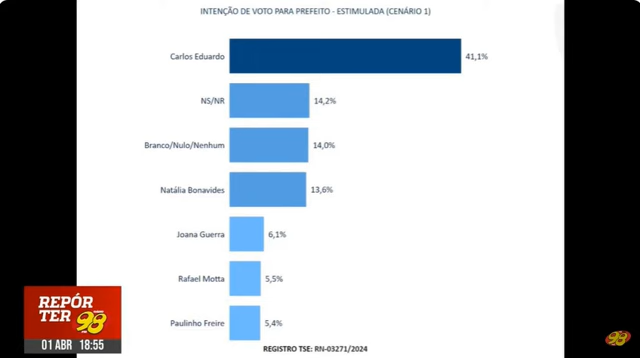 INTENÇÃO DE VOTO PARA PREFEITO - ESTIMULADA (CENÁRIO 1)
Carlos Eduardo 41,1%
NS/NR 14,2%
Branco/Nulo/Nenhum 14,0%
Natália Bonavides 13,6%
Joana Guerra 6,1%
Rafael Motta 5,5%
Paulinho Freire 5,4%
REGISTRO TSE: RN-03271/2024
REPÓR
TER 98
01 ABR 18:55
98